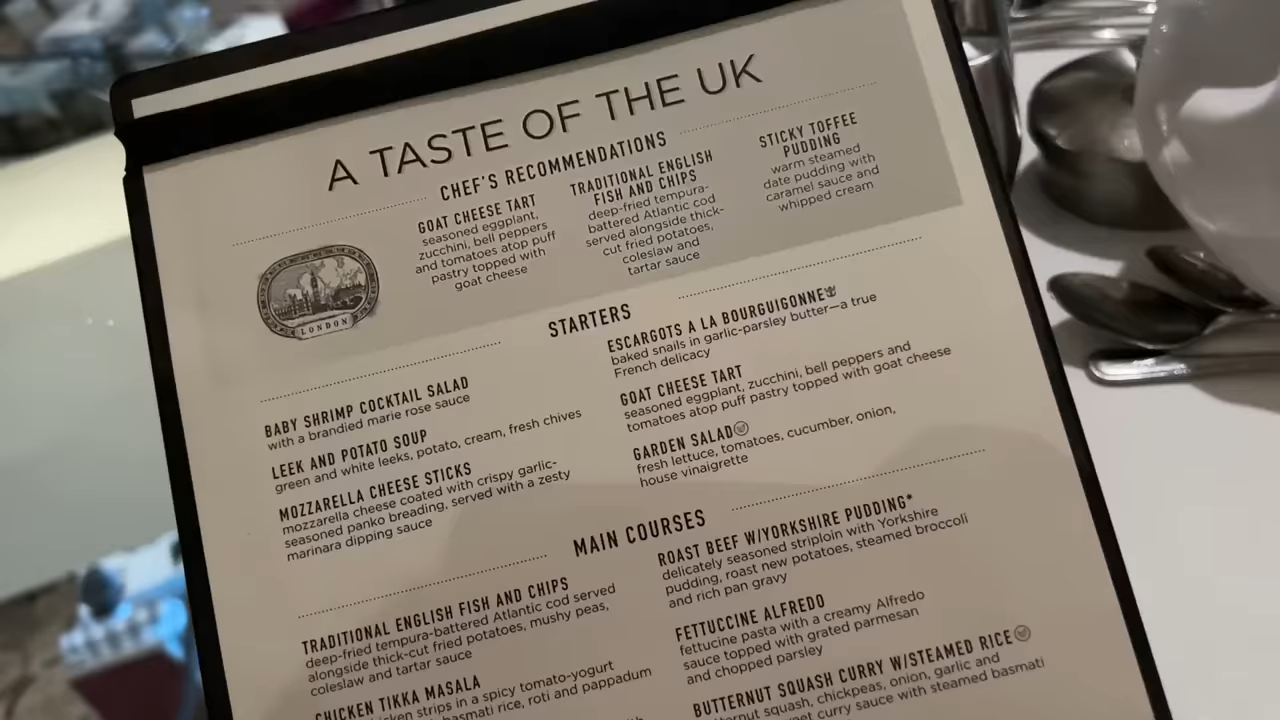 A TASTE OF THE UK
CHEF'S RECOMMENDATIONS
GOAT CHEESE TART
seasoned eggplant,
zucchini, bell peppers
and tomatoes atop puff
pastry topped with
goat cheese
TRADITIONAL ENGLISH
FISH AND CHIPS
deep-fried tempura-
battered Atlantic cod
served alongside thick-
cut fried potatoes,
coleslaw and
tartar sauce
STICKY TOFFEE
PUDDING
warm steamed
date pudding with
caramel sauce and
whipped cream
LONDON
STARTERS
BABY SHRIMP COCKTAIL SALAD
with a brandied marie rose sauce
LEEK AND POTATO SOUP
green and white leeks, potato, cream, fresh chives
MOZZARELLA CHEESE STICKS
mozzarella cheese coated with crispy garlic-
seasoned panko breading, served with a zesty
marinara dipping sauce
ESCARGOTS A LA BOURGUIGONNE
baked snails in garlic-parsley butter—a true
French delicacy
GOAT CHEESE TART
seasoned eggplant, zucchini, bell peppers and
tomatoes atop puff pastry topped with goat cheese
GARDEN SALAD
fresh lettuce, tomatoes, cucumber, onion,
house vinaigrette
MAIN COURSES
TRADITIONAL ENGLISH FISH AND CHIPS
deep-fried tempura-battered Atlantic cod served
alongside thick-cut fried potatoes, mushy peas,
coleslaw and tartar sauce
CHICKEN TIKKA MASALA
strips in a spicy tomato-yogurt
basmati rice, roti and pappadum
ROAST BEEF W/YORKSHIRE PUDDING*
delicately seasoned striploin with Yorkshire
pudding, roast new potatoes, steamed broccoli
and rich pan gravy
FETTUCCINE ALFREDO
fettucine pasta with a creamy Alfredo
sauce topped with grated parmesan
and chopped parsley
BUTTERNUT SQUASH CURRY W/STEAMED RICE
squash, chickpeas, onion, garlic and
curry sauce with steamed basmati